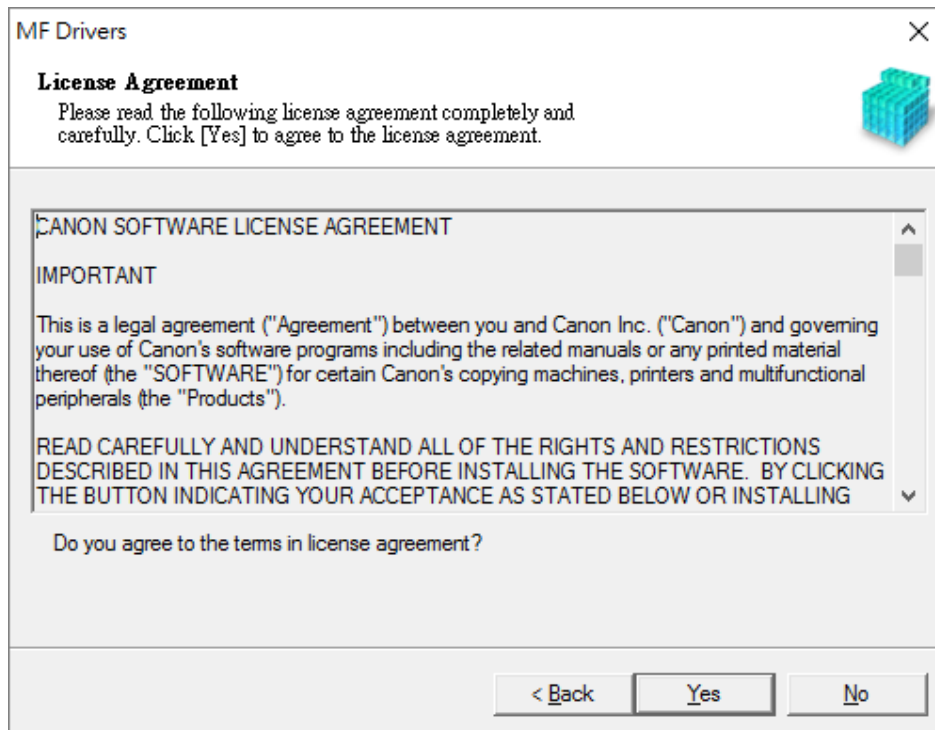 MF Drivers
License Agreement
Please read the following license agreement completely and
carefully. Click [Yes] to agree to the license agreement.
CANON SOFTWARE LICENSE AGREEMENT
IMPORTANT
This is a legal agreement ("Agreement") between you and Canon Inc. ("Canon") and governing
your use of Canon's software programs including the related manuals or any printed material
thereof (the "SOFTWARE") for certain Canon's copying machines, printers and multifunctional
peripherals (the "Products").
READ CAREFULLY AND UNDERSTAND ALL OF THE RIGHTS AND RESTRICTIONS
DESCRIBED IN THIS AGREEMENT BEFORE INSTALLING THE SOFTWARE.  BY CLICKING
THE BUTTON INDICATING YOUR ACCEPTANCE AS STATED BELOW OR INSTALLING
Do you agree to the terms in license agreement?
< Back
Yes
No